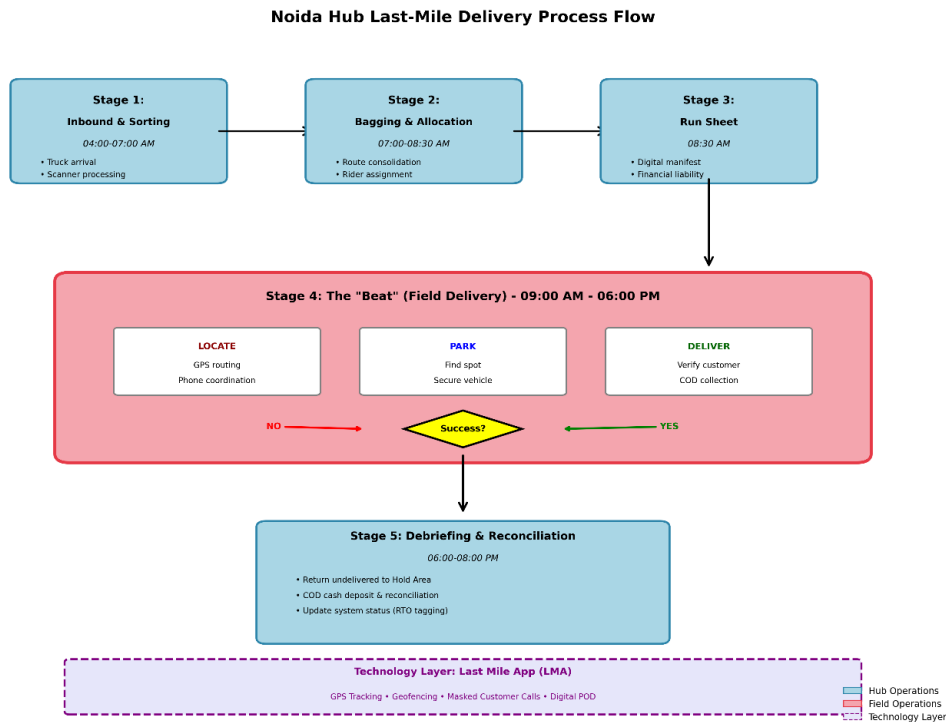 Noida Hub Last-Mile Delivery Process Flow
Stage 1:
Inbound & Sorting
04:00-07:00 AM
• Truck arrival
• Scanner processing
Stage 2:
Bagging & Allocation
07:00-08:30 AM
• Route consolidation
• Rider assignment
Stage 3:
Run Sheet
08:30 AM
• Digital manifest
• Financial liability
Stage 4: The "Beat" (Field Delivery) - 09:00 AM - 06:00 PM
LOCATE
GPS routing
Phone coordination
PARK
Find spot
Secure vehicle
DELIVER
Verify customer
COD collection
NO
Success?
YES
Stage 5: Debriefing & Reconciliation
06:00-08:00 PM
• Return undelivered to Hold Area
• COD cash deposit & reconciliation
• Update system status (RTO tagging)
Technology Layer: Last Mile App (LMA)
GPS Tracking • Geofencing • Masked Customer Calls • Digital POD
Hub Operations
Field Operations
Technology Layer